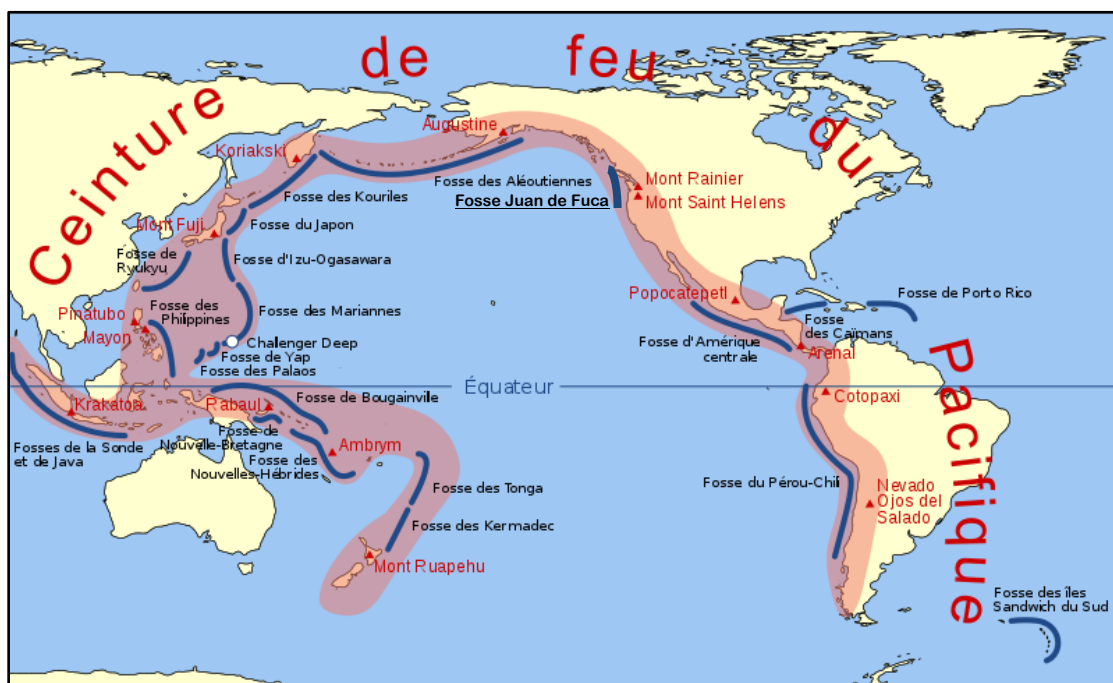 Ceinture de feu du Pacifique
Augustine
Koriakski
Fosse des Aléoutiennes
Fosse Juan de Fuca
Mont Rainier
Mont Saint Helens
Fosse des Kouriles
Mont Fuji
Fosse du Japon
Fosse de
Ryukyu
Fosse d'Izu-Ogasawara
Popocatepetl
Fosse de Porto Rico
Pinatubo
Mayon
Fosse des
Philippines
Fosse des Mariannes
Fosse
des Caïmans
Challenger Deep
Fosse de Yap
Fosse des Palaos
Fosse d'Amérique
centrale
Arenal
Équateur
Krakatoa
Rabaul
Fosse de Bougainville
Cotopaxi
Fosses de la Sonde
et de Java
Fosse de
Nouvelle-Bretagne
Ambrym
Fosse des
Nouvelles-Hébrides
Fosse des Tonga
Fosse du Pérou-Chili
Nevado
Ojos del
Salado
Fosse des Kermadec
Mont Ruapehu
Fosse des îles
Sandwich du Sud